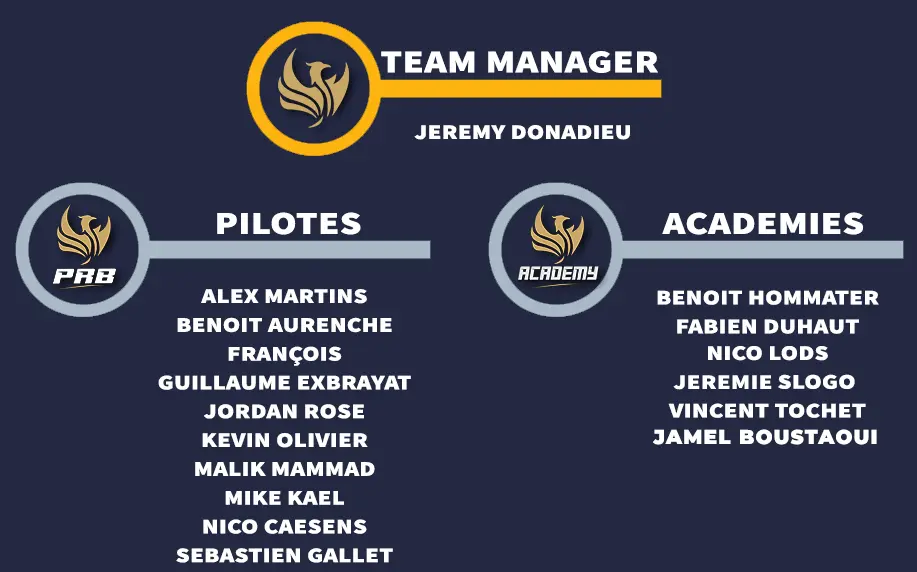 TEAM MANAGER
JEREMY DONADIEU
PRB
PILOTES
ALEX MARTINS
BENOIT AURENCHE
FRANÇOIS
GUILLAUME EXBRAYAT
JORDAN ROSE
KEVIN OLIVIER
MALIK MAMMAD
MIKE KAEL
NICO CAESENS
SEBASTIEN GALLET
ACADEMY
ACADEMIES
BENOIT HOMMATER
FABIEN DUHAUT
NICO LODS
JEREMIE SLOGO
VINCENT TOCHET
JAMEL BOUSTAOUI